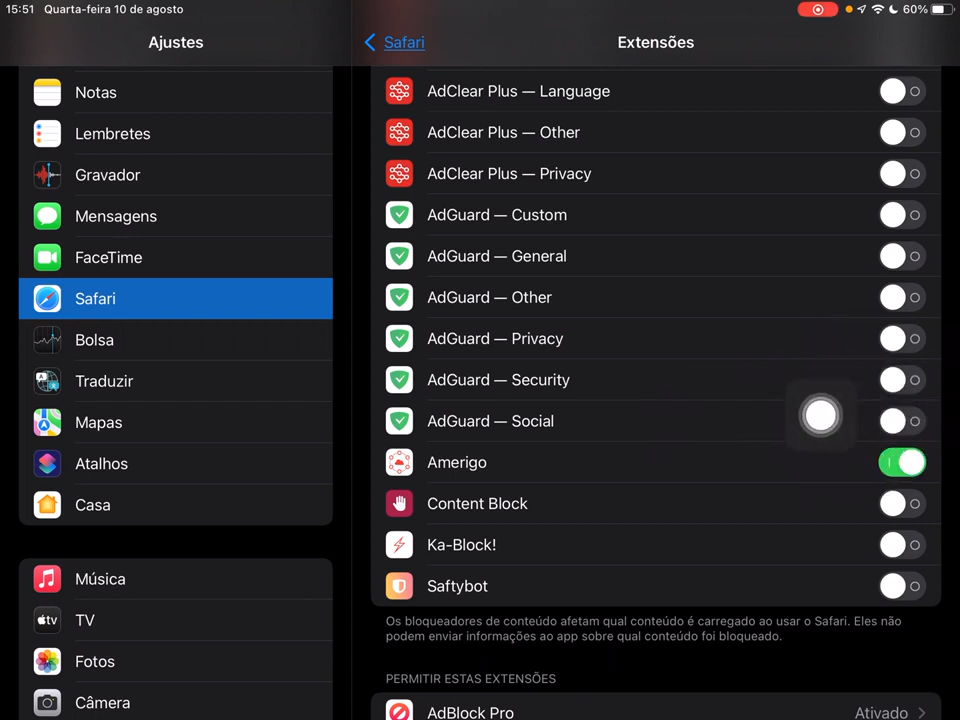 15:51 Quarta-feira 10 de agosto
60%
Ajustes
Safari
Extensões
Notas
Lembretes
Gravador
Mensagens
FaceTime
Safari
Bolsa
Traduzir
Mapas
Atalhos
Casa
Música
TV
Fotos
Câmera
AdClear Plus — Language
AdClear Plus — Other
AdClear Plus — Privacy
AdGuard — Custom
AdGuard — General
AdGuard — Other
AdGuard — Privacy
AdGuard — Security
AdGuard — Social
Amerigo
Content Block
Ka-Block!
Saftybot
Os bloqueadores de conteúdo afetam qual conteúdo é carregado ao usar o Safari. Eles não
podem enviar informações ao app sobre qual conteúdo foi bloqueado.
PERMITIR ESTAS EXTENSÕES
AdBlock Pro
Ativado